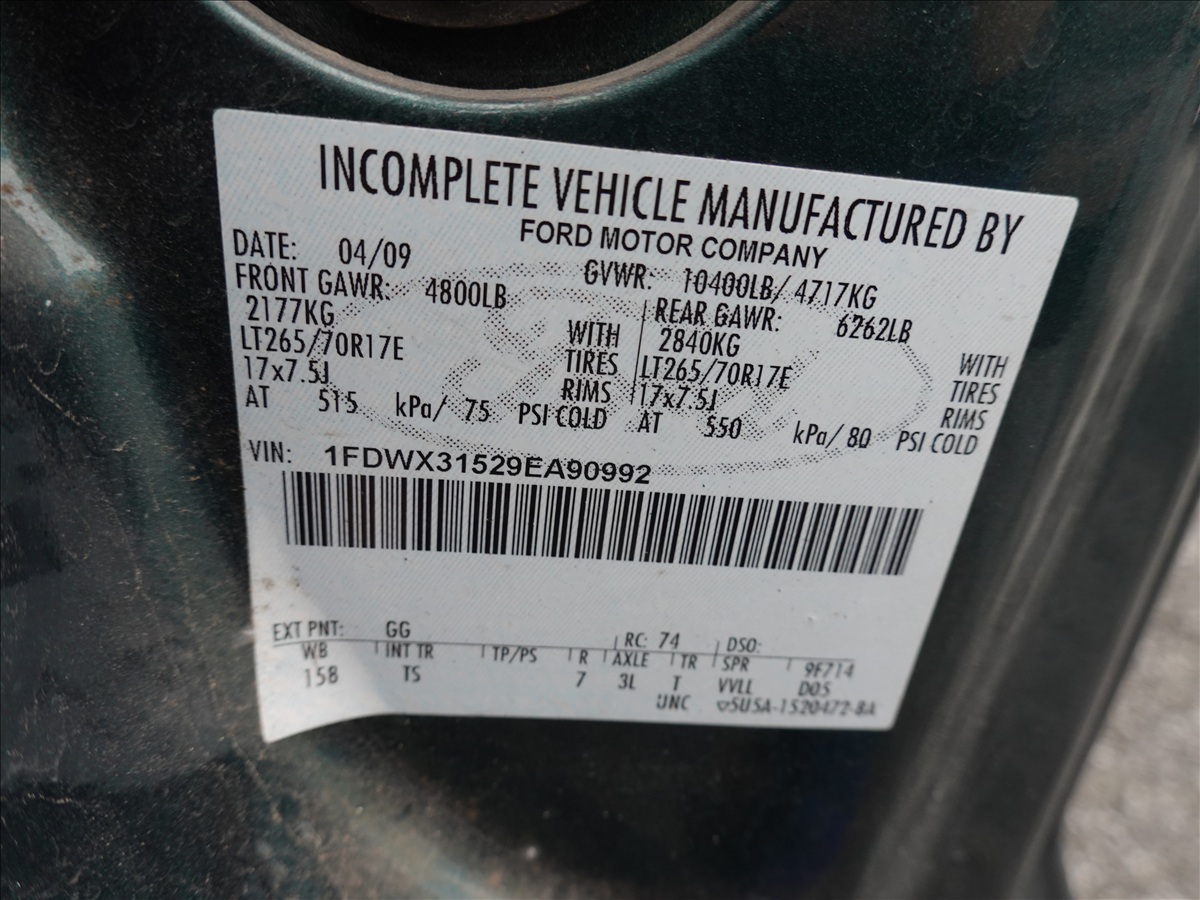 INCOMPLETE VEHICLE MANUFACTURED BY
FORD MOTOR COMPANY
DATE: 04/09 GVWR: 10400LB/ 4717KG
FRONT GAWR: 4800LB REAR GAWR: 6262LB
2177KG WITH 2840KG WITH
LT265/70R17E TIRES LT265/70R17E TIRES
17x7.5J RIMS 17x7.5J RIMS
AT 515 kPa/ 75 PSI COLD AT 550 kPa/ 80 PSI COLD
VIN: 1FDWX31529EA90992
EXT PNT: GG RC: 74 DSO:
WB INT TR TP/PS R AXLE TR SPR 9F714
158 TS 7 3L T VVLL D05
UNC 5USA-1520472-BA